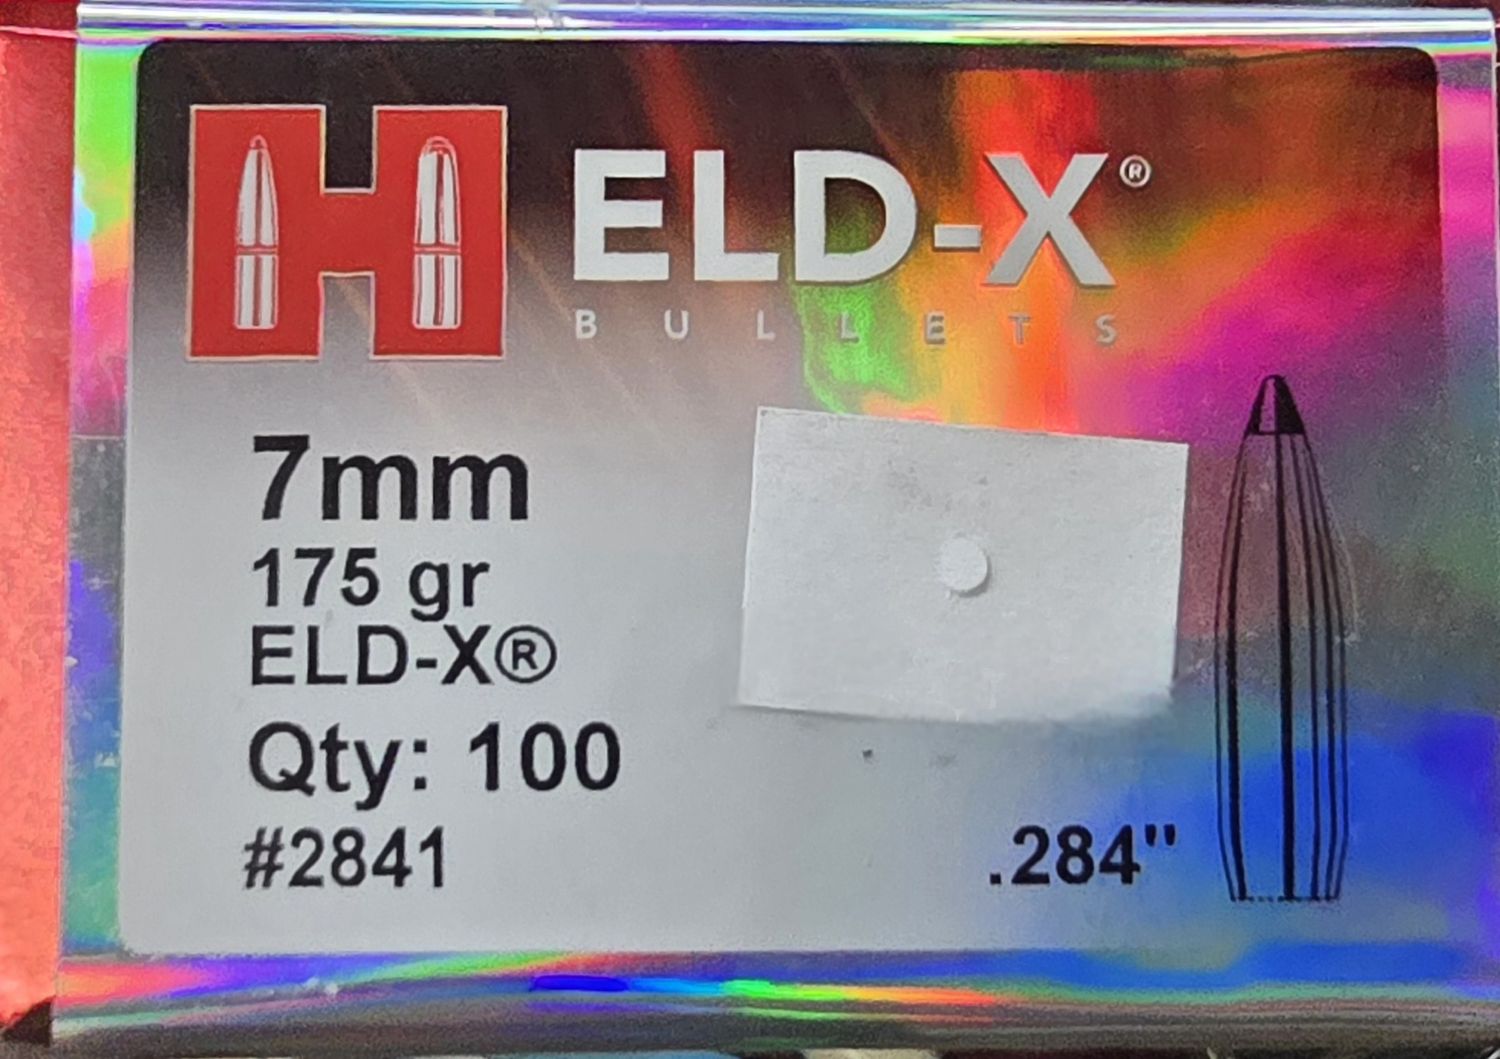 H ELD-X®
BULLETS
7mm
175 gr
ELD-X®
Qty: 100
#2841
.284"